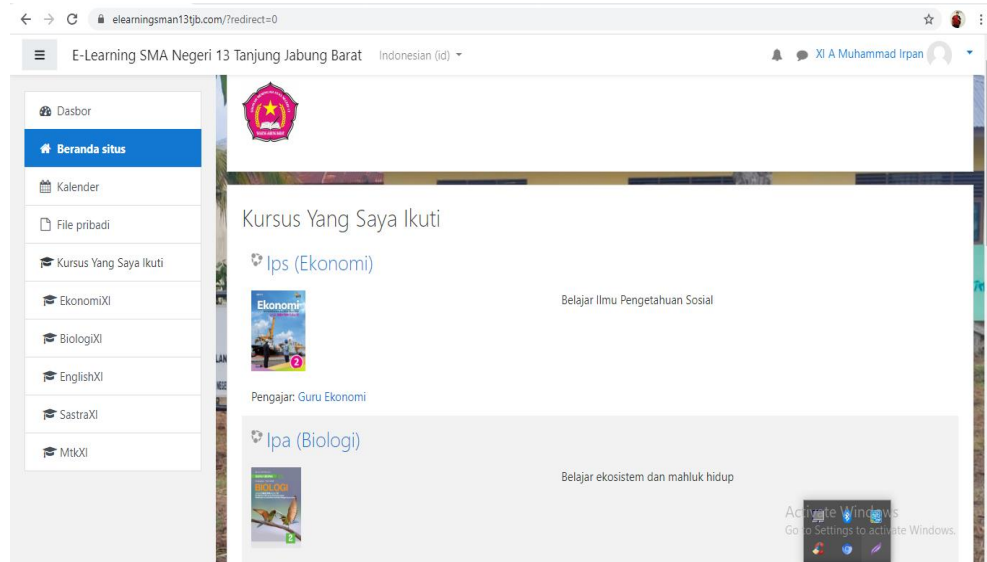 elearningsman13tjb.com/?redirect=0
E-Learning SMA Negeri 13 Tanjung Jabung Barat Indonesian (id)
XI A Muhammad Irpan
Dasbor
Beranda situs
Kalender
File pribadi
Kursus Yang Saya Ikuti
EkonomiXI
BiologiXI
EnglishXI
SastraXI
MtkXI
Kursus Yang Saya Ikuti
Ips (Ekonomi)
Ekonomi
2
Belajar Ilmu Pengetahuan Sosial
Pengajar: Guru Ekonomi
Ipa (Biologi)
BIOLOGI
2
Belajar ekosistem dan mahluk hidup
Activate Windows
Go to Settings to activate Windows.